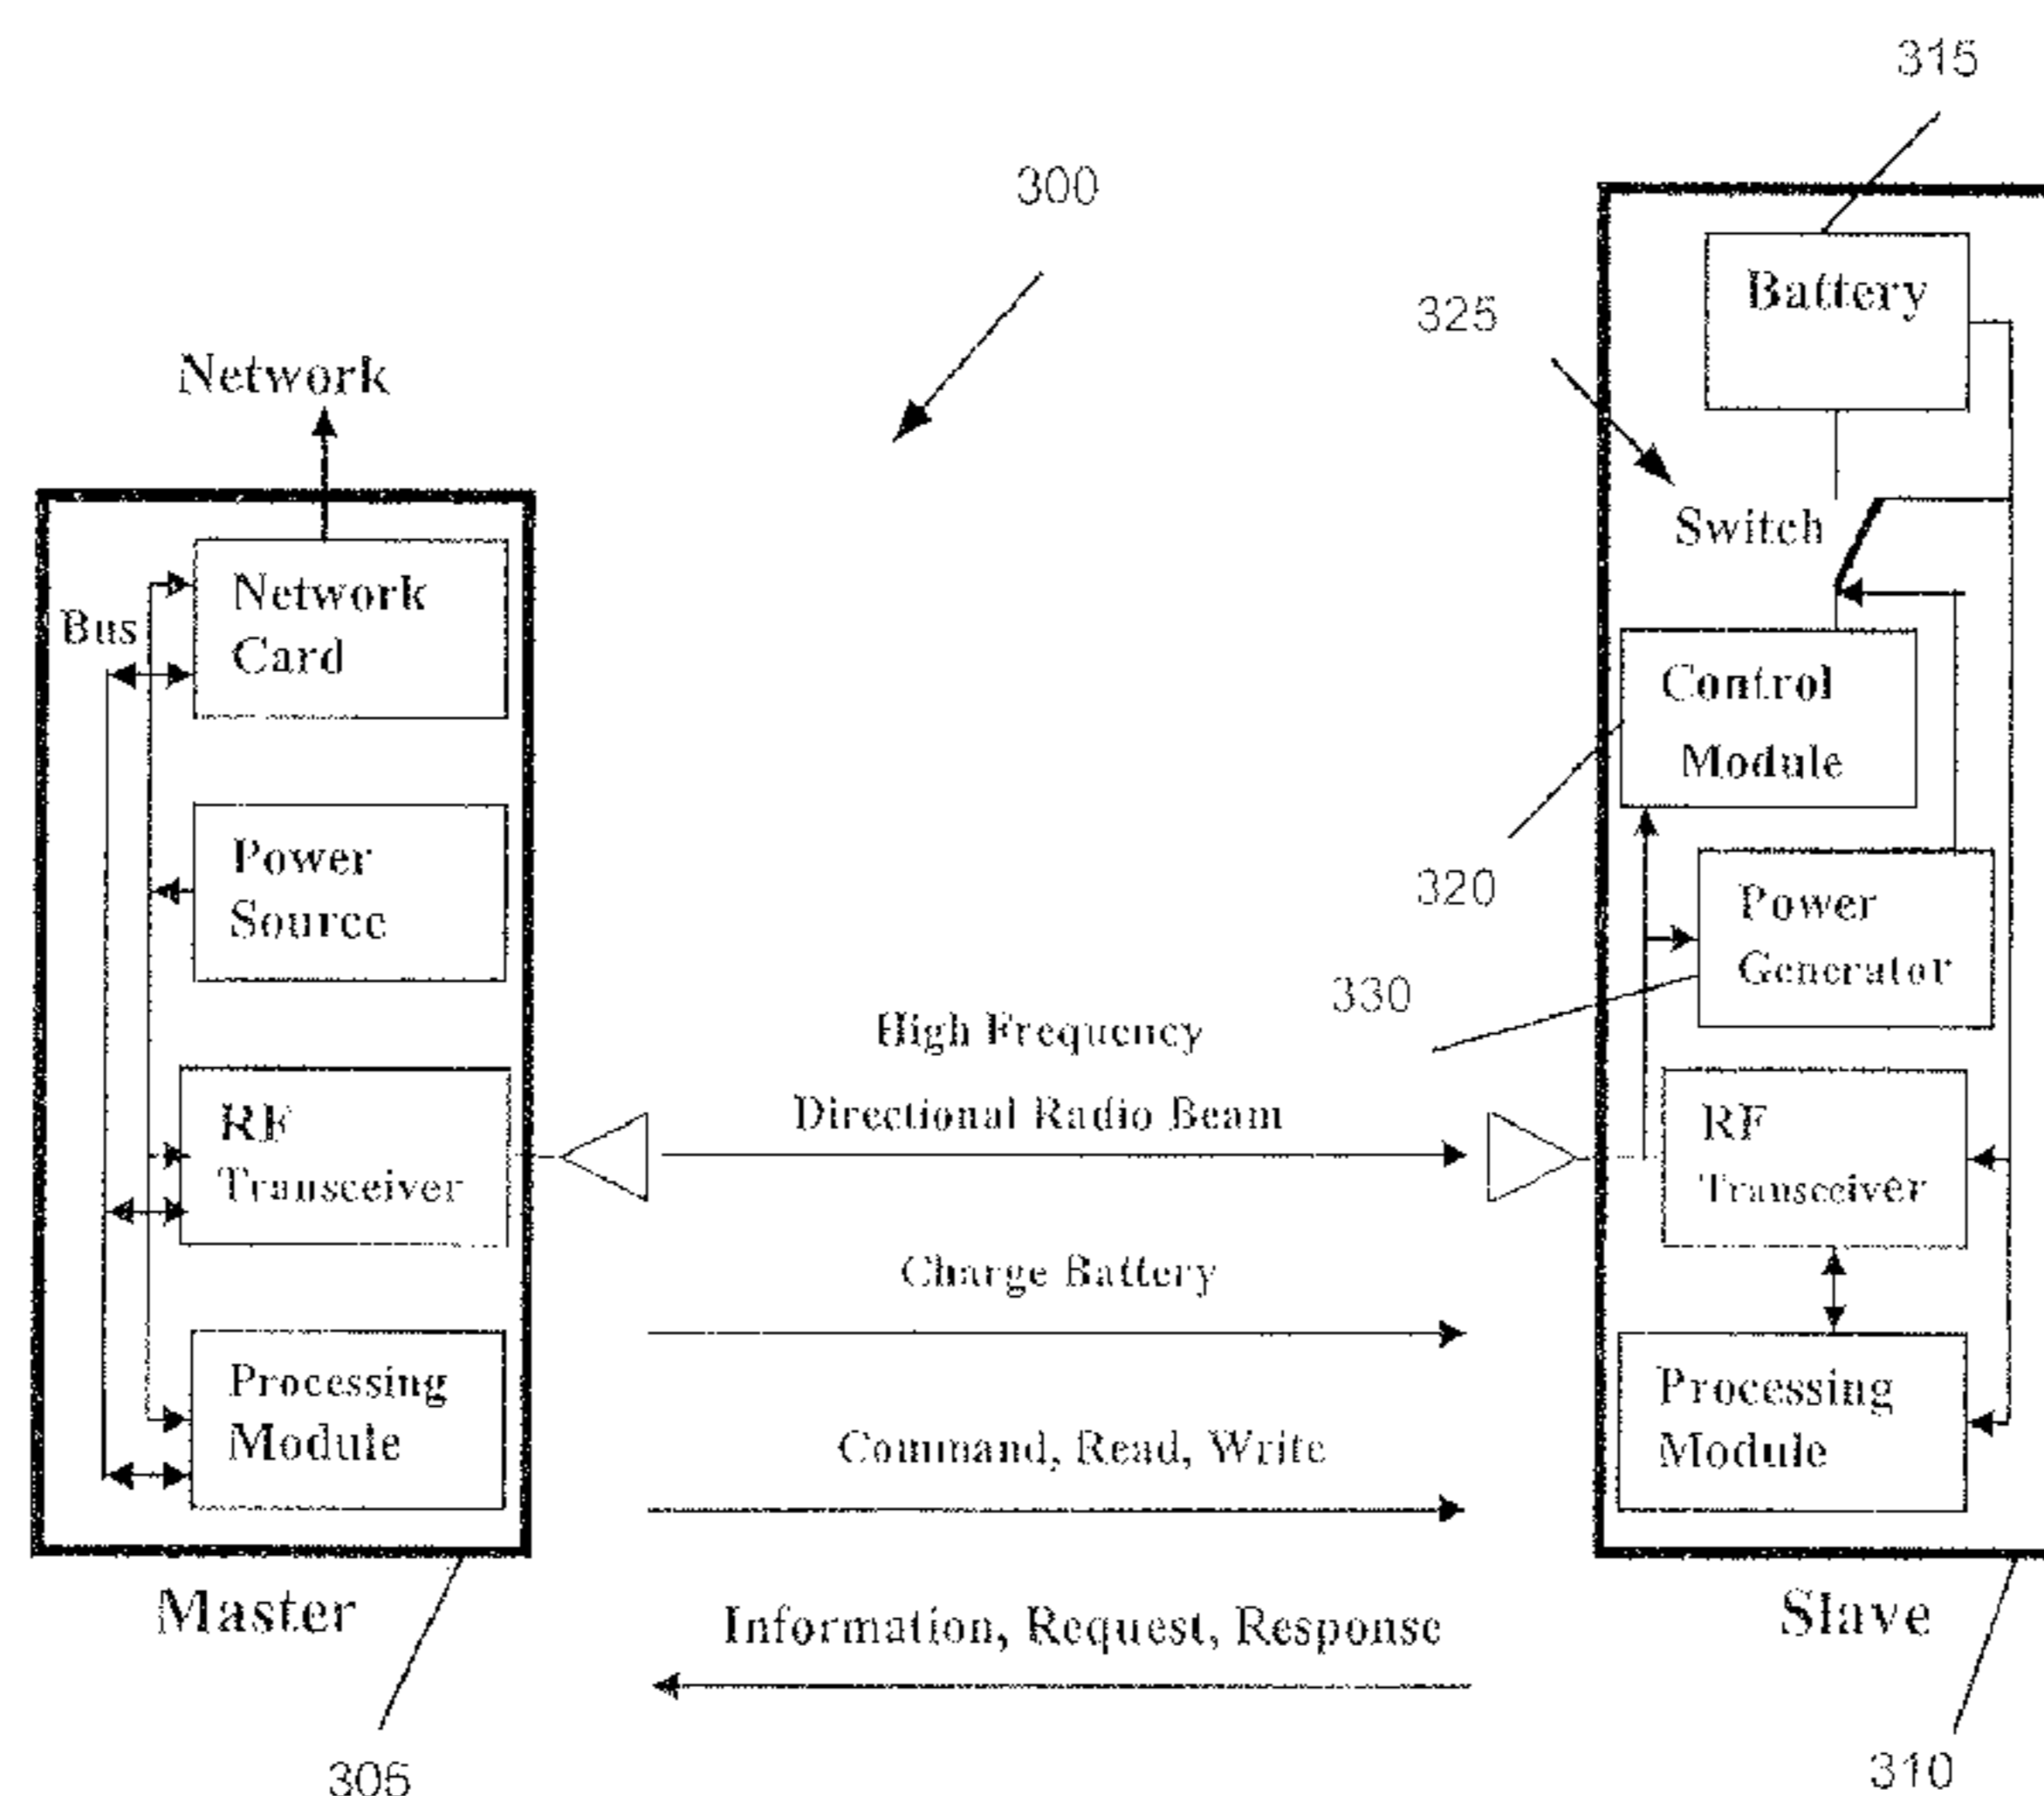 315
300
325
Battery
Network
Switch
Bus
Network
Card
Control
Module
Power
Source
320
Power
Generator
330
High Frequency
Directional Radio Beam
RF
Transceiver
RF
Transceiver
Charge Battery
Processing
Module
Command, Read, Write
Processing
Module
Master
Information, Request, Response
Slave
305
310